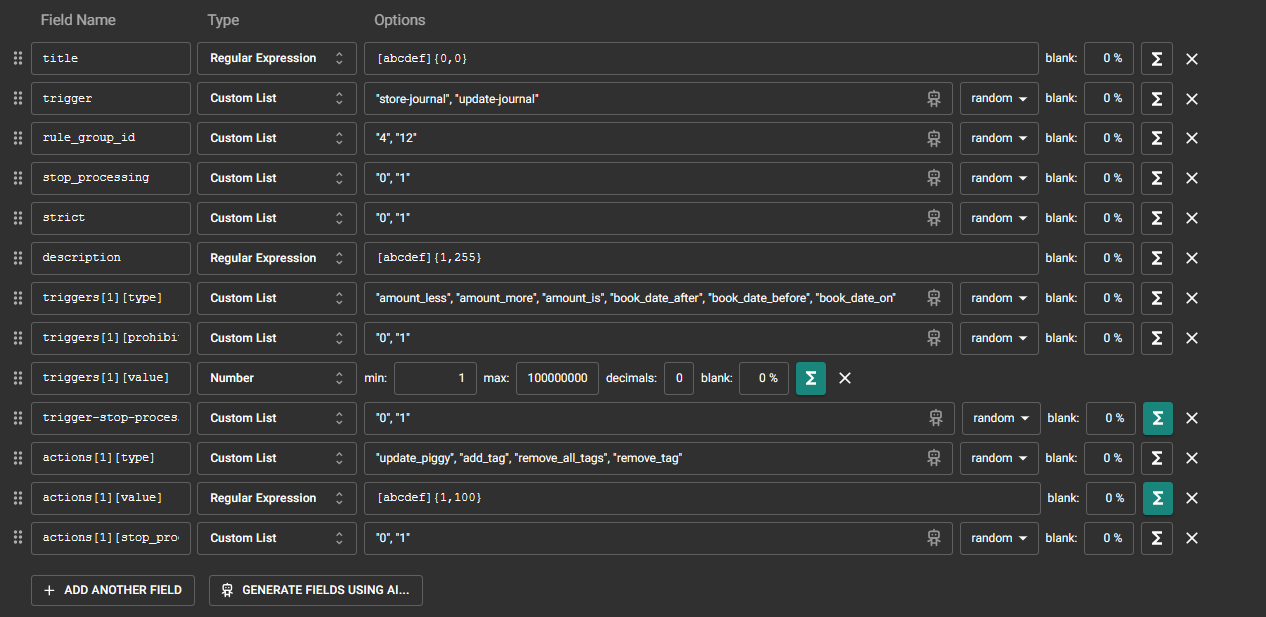 Field Name Type Options
title Regular Expression [abcdef]{0,0} blank: 0 % Σ
trigger Custom List "store-journal", "update-journal" random blank: 0 % Σ
rule_group_id Custom List "4", "12" random blank: 0 % Σ
stop_processing Custom List "0", "1" random blank: 0 % Σ
strict Custom List "0", "1" random blank: 0 % Σ
description Regular Expression [abcdef]{1,255} blank: 0 % Σ
triggers[1][type] Custom List "amount_less", "amount_more", "amount_is", "book_date_after", "book_date_before", "book_date_on" random blank: 0 % Σ
triggers[1][prohibi Custom List "0", "1" random blank: 0 % Σ
triggers[1][value] Number min: 1 max: 100000000 decimals: 0 blank: 0 % Σ
trigger-stop-proces Custom List "0", "1" random blank: 0 % Σ
actions[1][type] Custom List "update_piggy", "add_tag", "remove_all_tags", "remove_tag" random blank: 0 % Σ
actions[1][value] Regular Expression [abcdef]{1,100} blank: 0 % Σ
actions[1][stop_pro Custom List "0", "1" random blank: 0 % Σ
+ ADD ANOTHER FIELD GENERATE FIELDS USING AI...